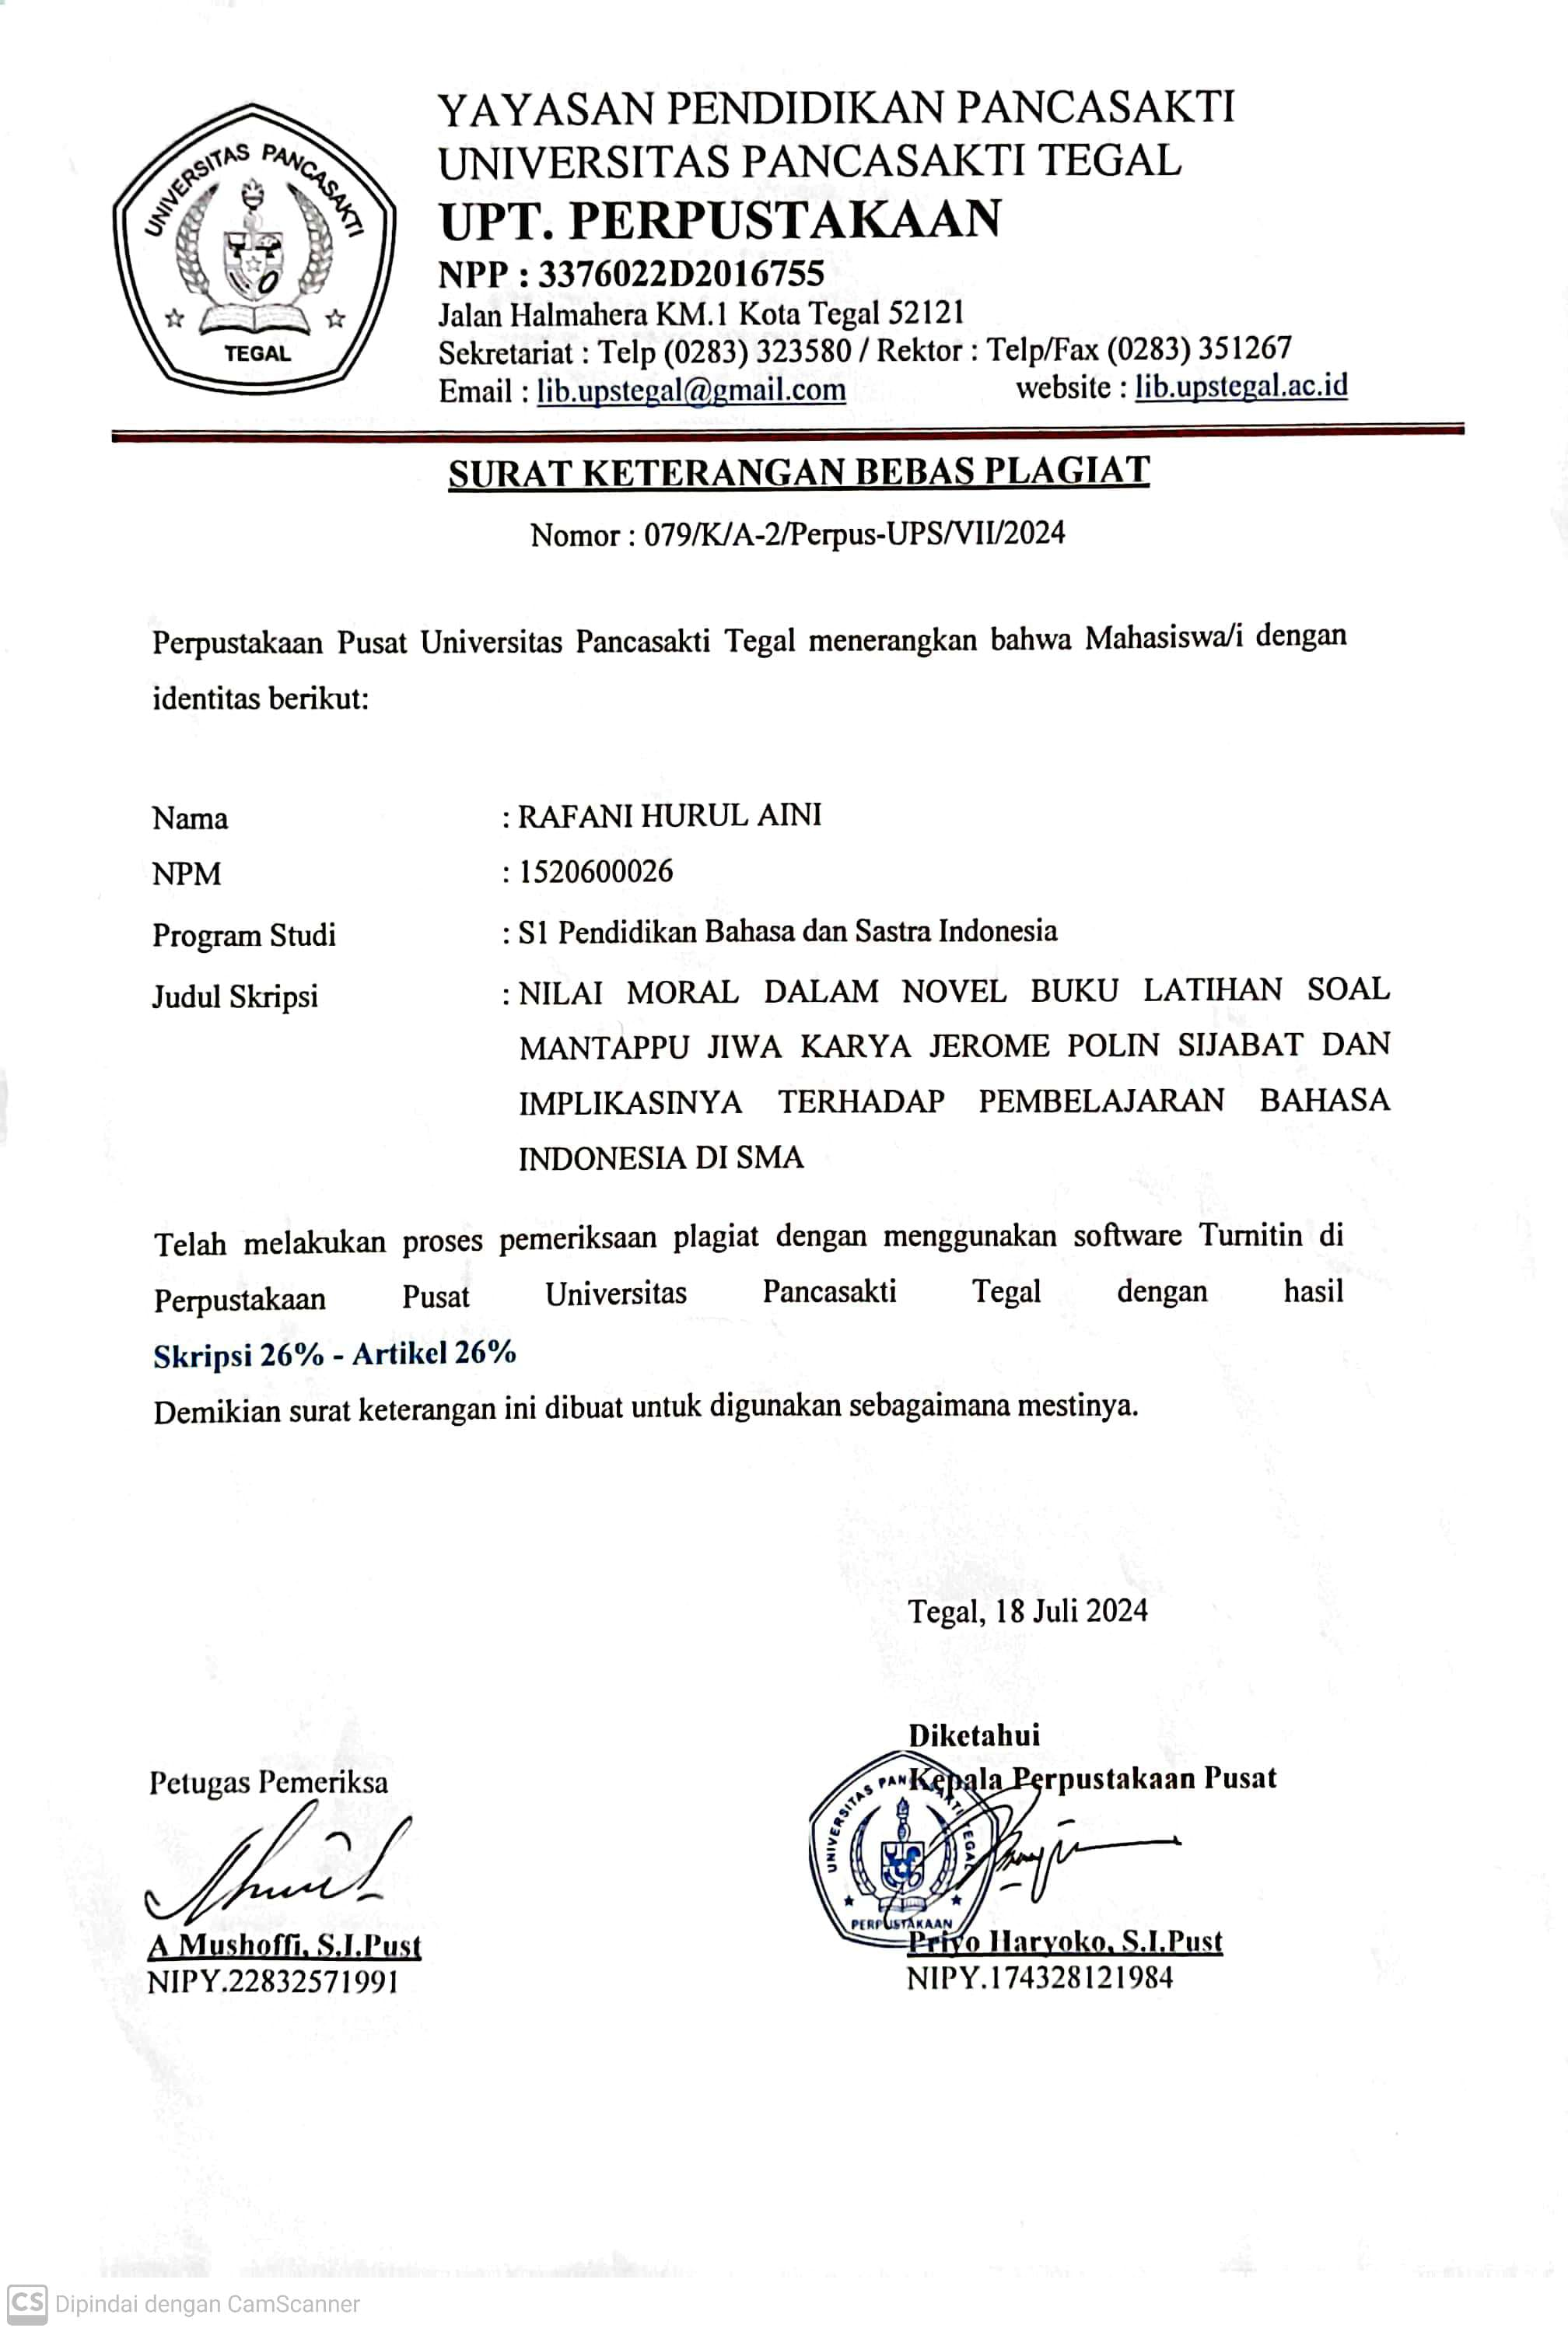 UNIVERSITAS PANCASAKTI
TEGAL
YAYASAN PENDIDIKAN PANCASAKTI
UNIVERSITAS PANCASAKTI TEGAL
UPT. PERPUSTAKAAN
NPP : 3376022D2016755
Jalan Halmahera KM.1 Kota Tegal 52121
Sekretariat : Telp (0283) 323580 / Rektor : Telp/Fax (0283) 351267
Email : lib.upstegal@gmail.com website : lib.upstegal.ac.id
SURAT KETERANGAN BEBAS PLAGIAT
Nomor : 079/K/A-2/Perpus-UPS/VII/2024
Perpustakaan Pusat Universitas Pancasakti Tegal menerangkan bahwa Mahasiswa/i dengan
identitas berikut:
Nama : RAFANI HURUL AINI
NPM : 1520600026
Program Studi : S1 Pendidikan Bahasa dan Sastra Indonesia
Judul Skripsi : NILAI MORAL DALAM NOVEL BUKU LATIHAN SOAL
MANTAPPU JIWA KARYA JEROME POLIN SIJABAT DAN
IMPLIKASINYA TERHADAP PEMBELAJARAN BAHASA
INDONESIA DI SMA
Telah melakukan proses pemeriksaan plagiat dengan menggunakan software Turnitin di
Perpustakaan Pusat Universitas Pancasakti Tegal dengan hasil
Skripsi 26% - Artikel 26%
Demikian surat keterangan ini dibuat untuk digunakan sebagaimana mestinya.
Tegal, 18 Juli 2024
Diketahui
Kepala Perpustakaan Pusat
Petugas Pemeriksa
UNIVERSITAS PANCASAKTI TEGAL
PERPUSTAKAAN
A Mushoffi, S.I.Pust
NIPY.22832571991
Priyo Haryoko, S.I.Pust
NIPY.174328121984
CS Dipindai dengan CamScanner